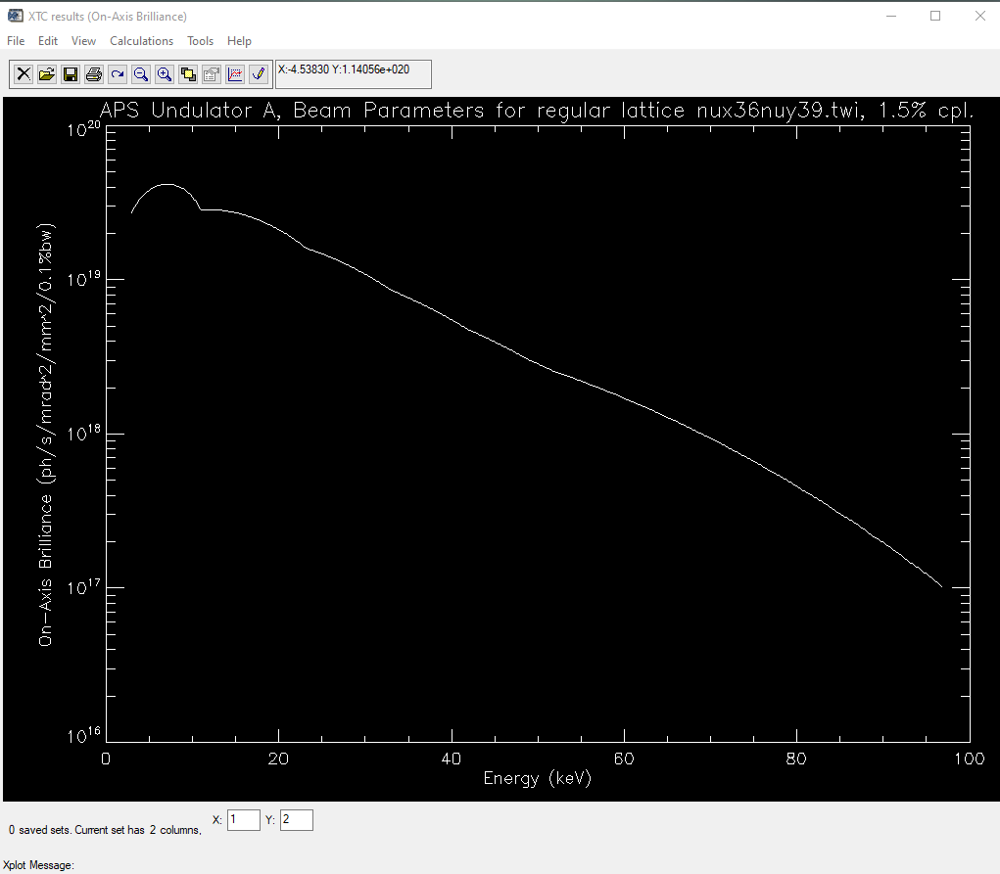 XTC results (On-Axis Brilliance)
File Edit View Calculations Tools Help
X:-4.53830 Y:1.14056e+020
APS Undulator A, Beam Parameters for regular lattice nux36nuy39.twi, 1.5% cpl.
10^20
10^19
10^18
10^17
10^16
On-Axis Brilliance (ph/s/mrad^2/mm^2/0.1%bw)
0 20 40 60 80 100
Energy (keV)
X: 1 Y: 2
0 saved sets. Current set has 2 columns,
Xplot Message: